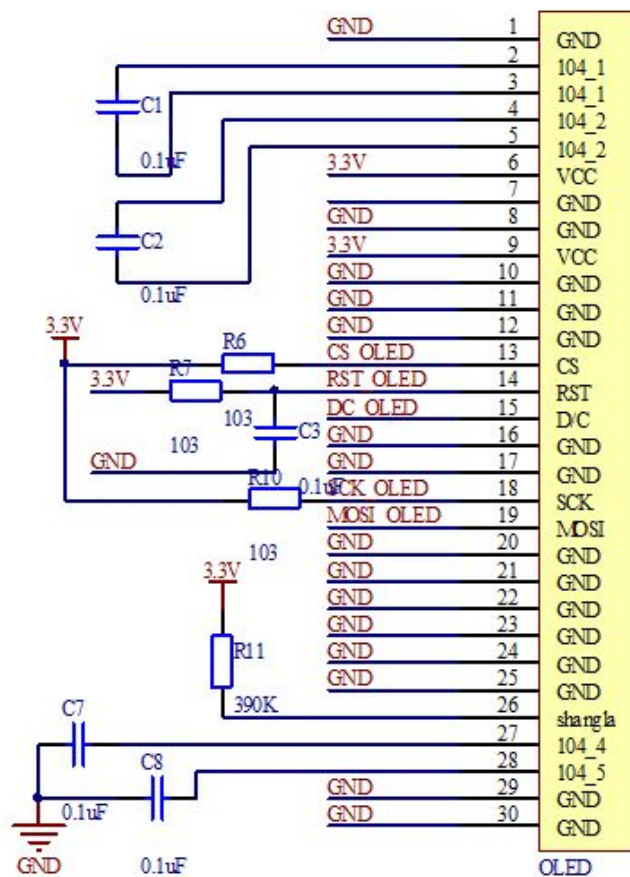 GND 1 GND
2 104_1
C1 3 104_1
4 104_2
0.1uF 5 104_2
3.3V 6 VCC
7 GND
C2 GND 8 GND
3.3V 9 VCC
0.1uF GND 10 GND
GND 11 GND
3.3V GND 12 GND
R6 CS_OLED 13 CS
3.3V R7 RST_OLED 14 RST
103 C3 DC_OLED 15 D/C
103 GND 16 GND
GND GND 17 GND
R10 0.1uF SCK_OLED 18 SCK
MOSI_OLED 19 MOSI
103 GND 20 GND
3.3V GND 21 GND
GND 22 GND
R11 GND 23 GND
GND 24 GND
GND 25 GND
390K 26 shangla
C7 27 104_4
C8 28 104_5
0.1uF GND 29 GND
GND 30 GND
GND 0.1uF OLED